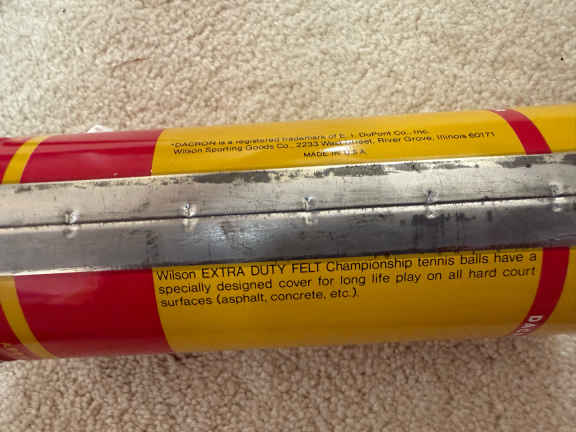 *DACRON is a registered trademark of E. I. DuPont Co., Inc.
Wilson Sporting Goods Co., 2233 West Street, River Grove, Illinois 60171
MADE IN U.S.A.
Wilson EXTRA DUTY FELT Championship tennis balls have a
specially designed cover for long life play on all hard court
surfaces (asphalt, concrete, etc.).
DAC